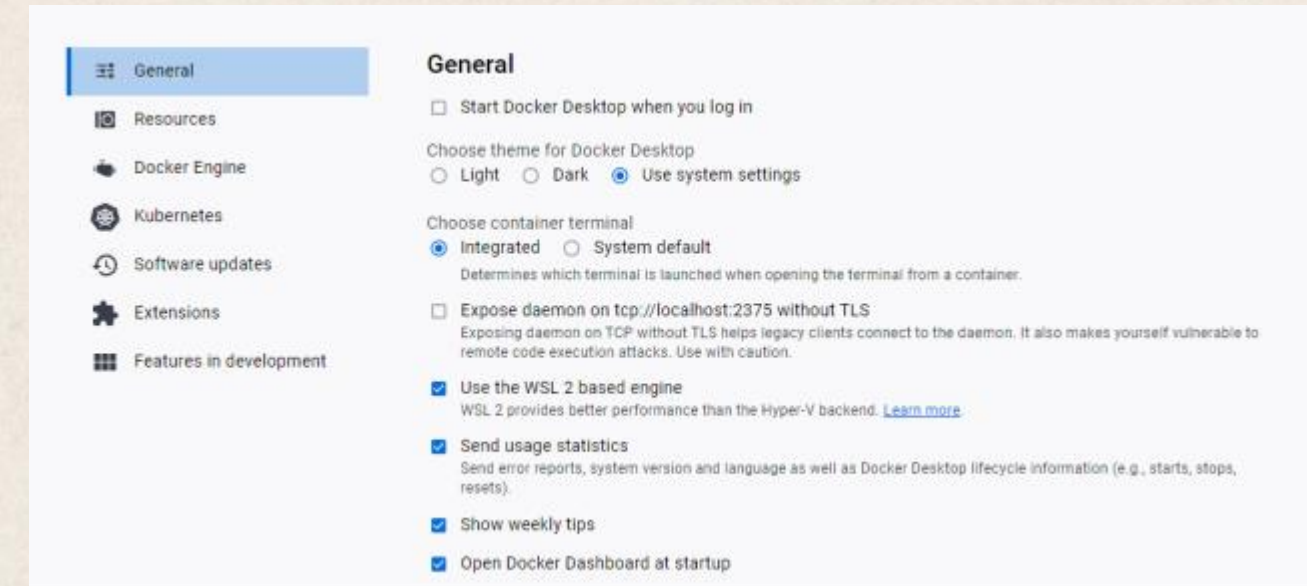 General
Resources
Docker Engine
Kubernetes
Software updates
Extensions
Features in development
General
Start Docker Desktop when you log in
Choose theme for Docker Desktop
Light Dark Use system settings
Choose container terminal
Integrated System default
Determines which terminal is launched when opening the terminal from a container.
Expose daemon on tcp://localhost:2375 without TLS
Exposing daemon on TCP without TLS helps legacy clients connect to the daemon. It also makes yourself vulnerable to
remote code execution attacks. Use with caution.
Use the WSL 2 based engine
WSL 2 provides better performance than the Hyper-V backend. Learn more.
Send usage statistics
Send error reports, system version and language as well as Docker Desktop lifecycle information (e.g., starts, stops,
resets).
Show weekly tips
Open Docker Dashboard at startup